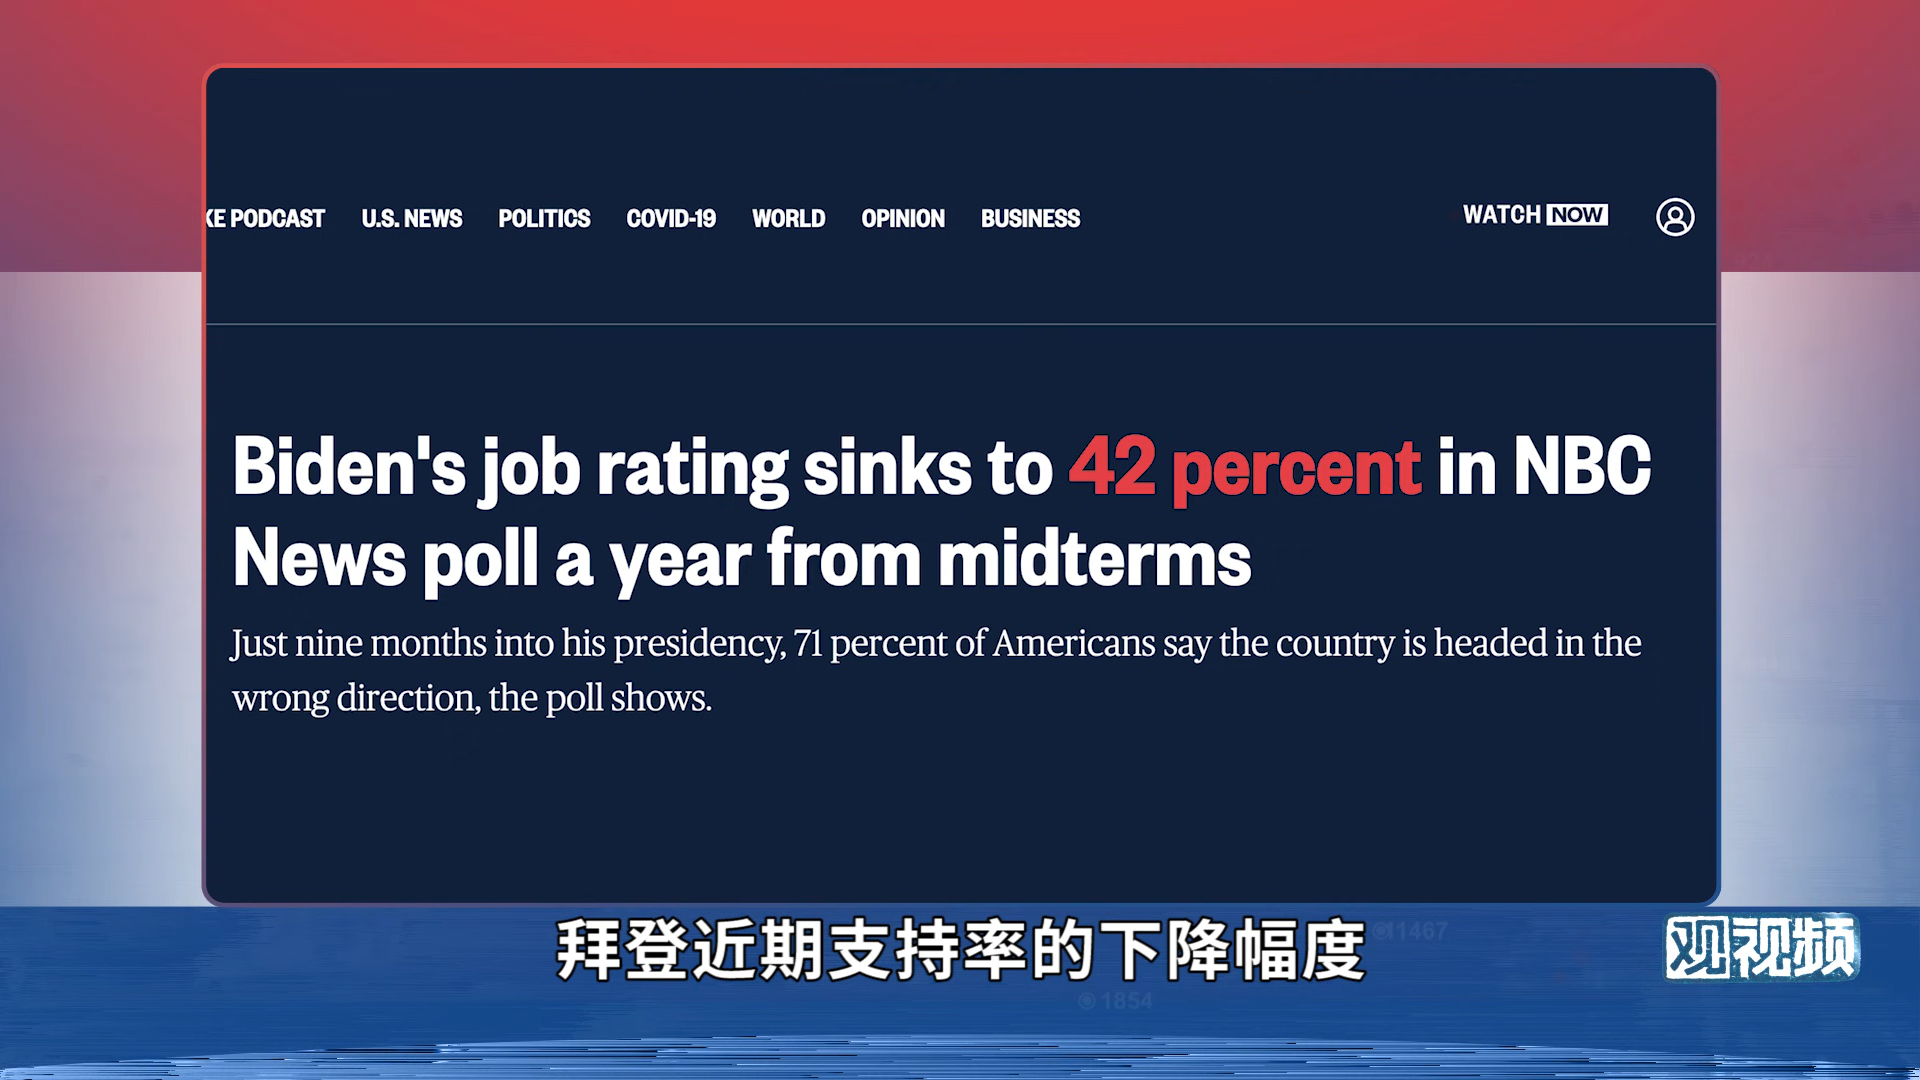 KE PODCAST U.S. NEWS POLITICS COVID-19 WORLD OPINION BUSINESS WATCH NOW
Biden's job rating sinks to 42 percent in NBC
News poll a year from midterms
Just nine months into his presidency, 71 percent of Americans say the country is headed in the
wrong direction, the poll shows.
拜登近期支持率的下降幅度
观视频
1467
1854